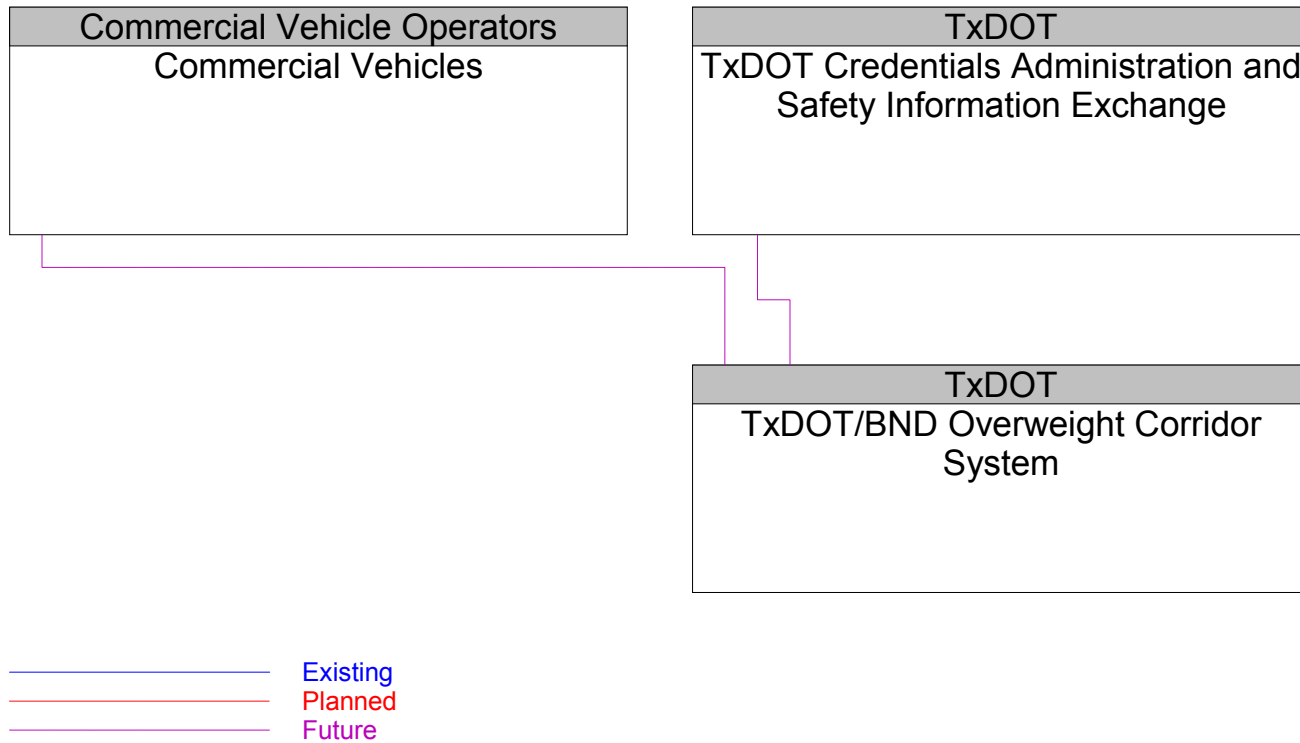 Commercial Vehicle Operators
Commercial Vehicles
TxDOT
TxDOT Credentials Administration and
Safety Information Exchange
TxDOT
TxDOT/BND Overweight Corridor
System
Existing
Planned
Future